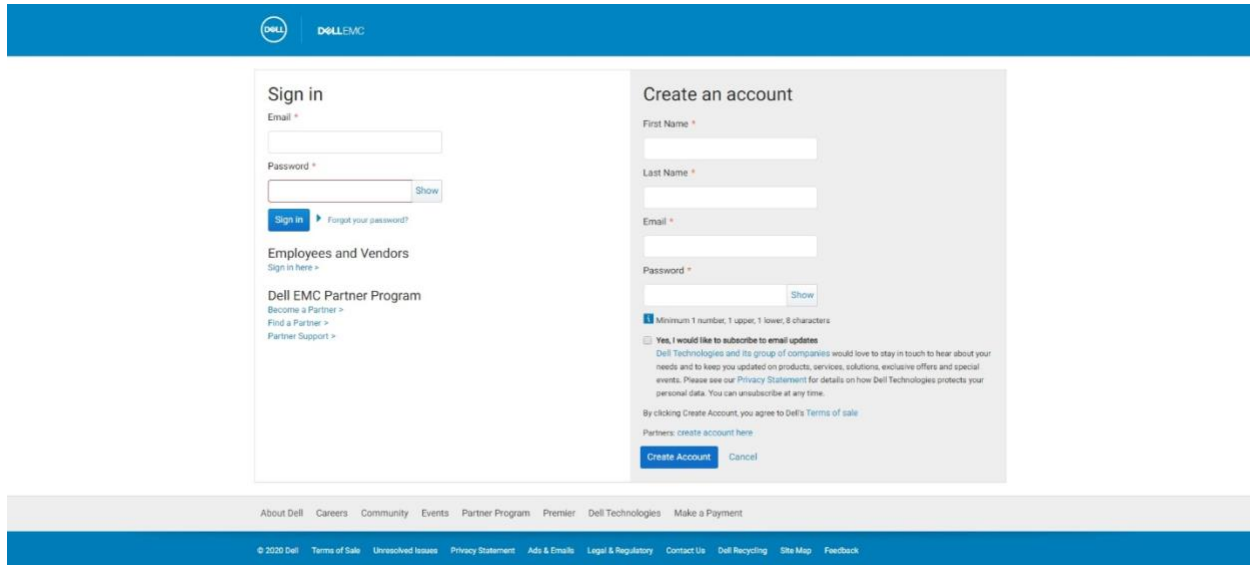 DELL DELLEMC
Sign in
Email *
Password *
Show
Sign in Forgot your password?
Employees and Vendors
Sign in here >
Dell EMC Partner Program
Become a Partner >
Find a Partner >
Partner Support >
Create an account
First Name *
Last Name *
Email *
Password *
Show
i Minimum 1 number, 1 upper, 1 lower, 8 characters
Yes, I would like to subscribe to email updates
Dell Technologies and its group of companies would love to stay in touch to hear about your
needs and to keep you updated on products, services, solutions, exclusive offers and special
events. Please see our Privacy Statement for details on how Dell Technologies protects your
personal data. You can unsubscribe at any time.
By clicking Create Account, you agree to Dell's Terms of sale
Partners: create account here
Create Account Cancel
About Dell Careers Community Events Partner Program Premier Dell Technologies Make a Payment
© 2020 Dell Terms of Sale Unresolved Issues Privacy Statement Ads & Emails Legal & Regulatory Contact Us Dell Recycling Site Map Feedback